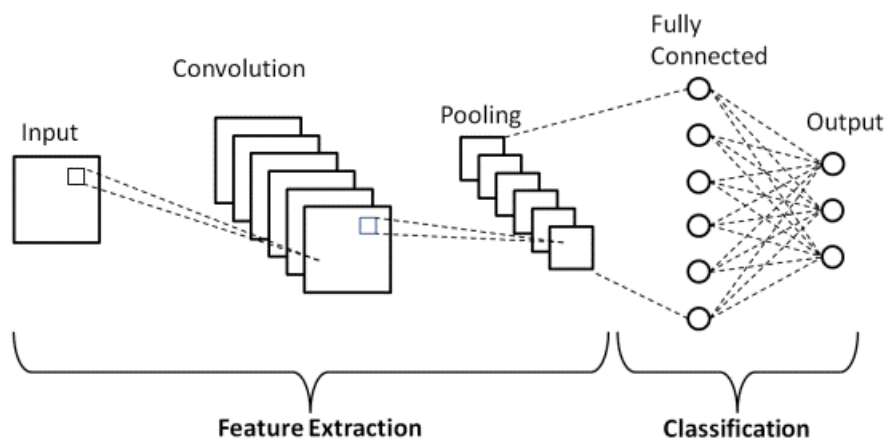 Input
Convolution
Pooling
Fully
Connected
Output
Feature Extraction
Classification